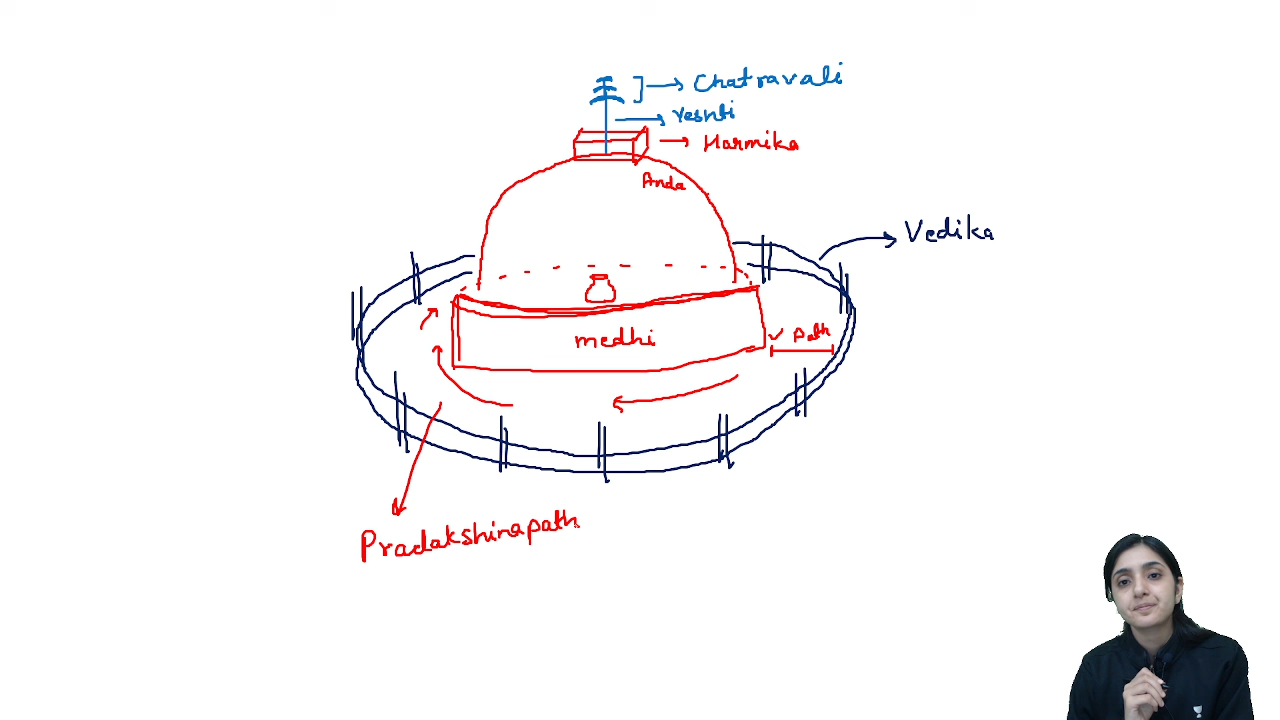 Chatravali
Yeshti
Harmika
Anda
Vedika
medhi
Path
Pradakshinapath